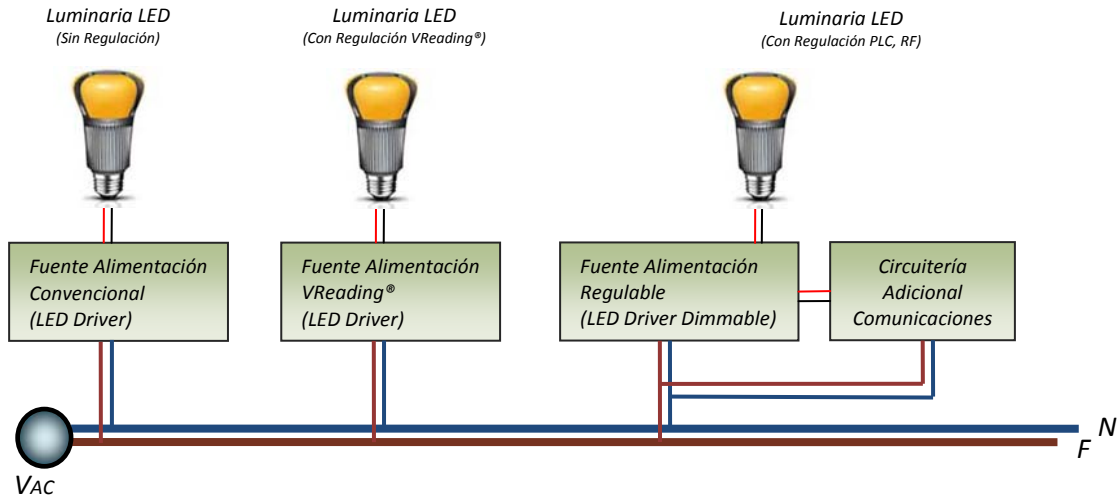 Luminaria LED
(Sin Regulación)
Luminaria LED
(Con Regulación VReading®)
Luminaria LED
(Con Regulación PLC, RF)
Fuente Alimentación
Convencional
(LED Driver)
Fuente Alimentación
VReading®
(LED Driver)
Fuente Alimentación
Regulable
(LED Driver Dimmable)
Circuitería
Adicional
Comunicaciones
N
F
VAC